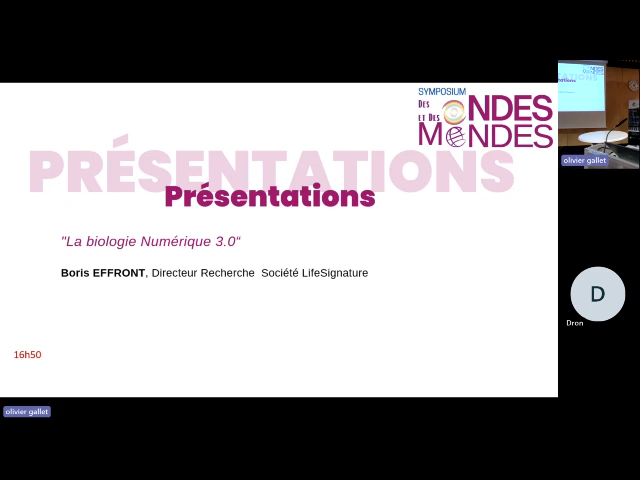 SYMPOSIUM
DES ONDES
ET DES
MONDES
PRÉSENTATIONS
Présentations
"La biologie Numérique 3.0“
Boris EFFRONT, Directeur Recherche Société LifeSignature
16h50
olivier gallet
olivier gallet
D
Dron